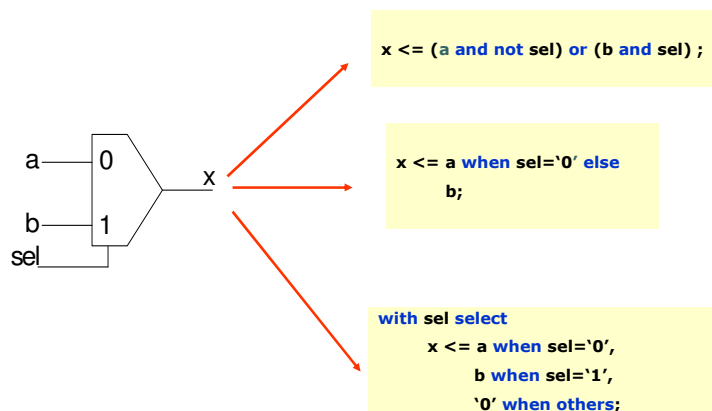 a
0
b
1
sel
x
x <= (a and not sel) or (b and sel) ;
x <= a when sel=‘0’ else
b;
with sel select
x <= a when sel=‘0’,
b when sel=‘1’,
‘0’ when others;